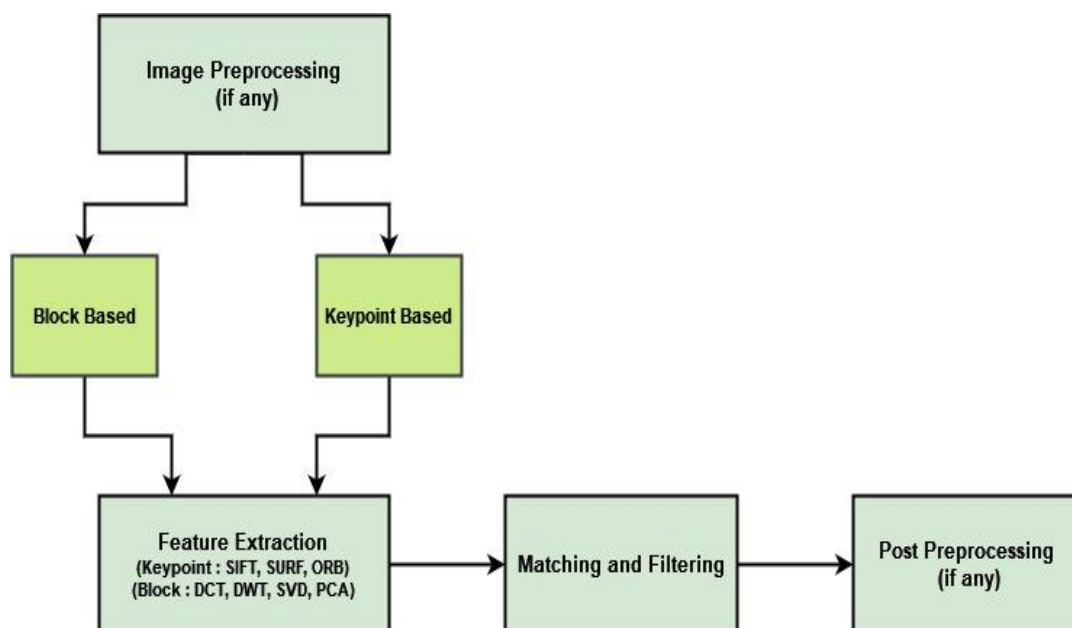 Image Preprocessing
(if any)
Block Based
Keypoint Based
Feature Extraction
(Keypoint : SIFT, SURF, ORB)
(Block : DCT, DWT, SVD, PCA)
Matching and Filtering
Post Preprocessing
(if any)